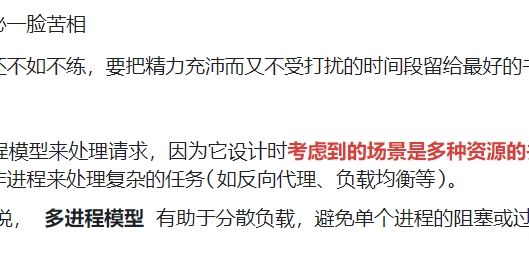 一脸苦相
不如不练，要把精力充沛而又不受打扰的时间段留给最好的
程模型来处理请求，因为它设计时考虑到的场景是多种资源的
进程来处理复杂的任务(如反向代理、负载均衡等)。
说， 多进程模型 有助于分散负载，避免单个进程的阻塞或过